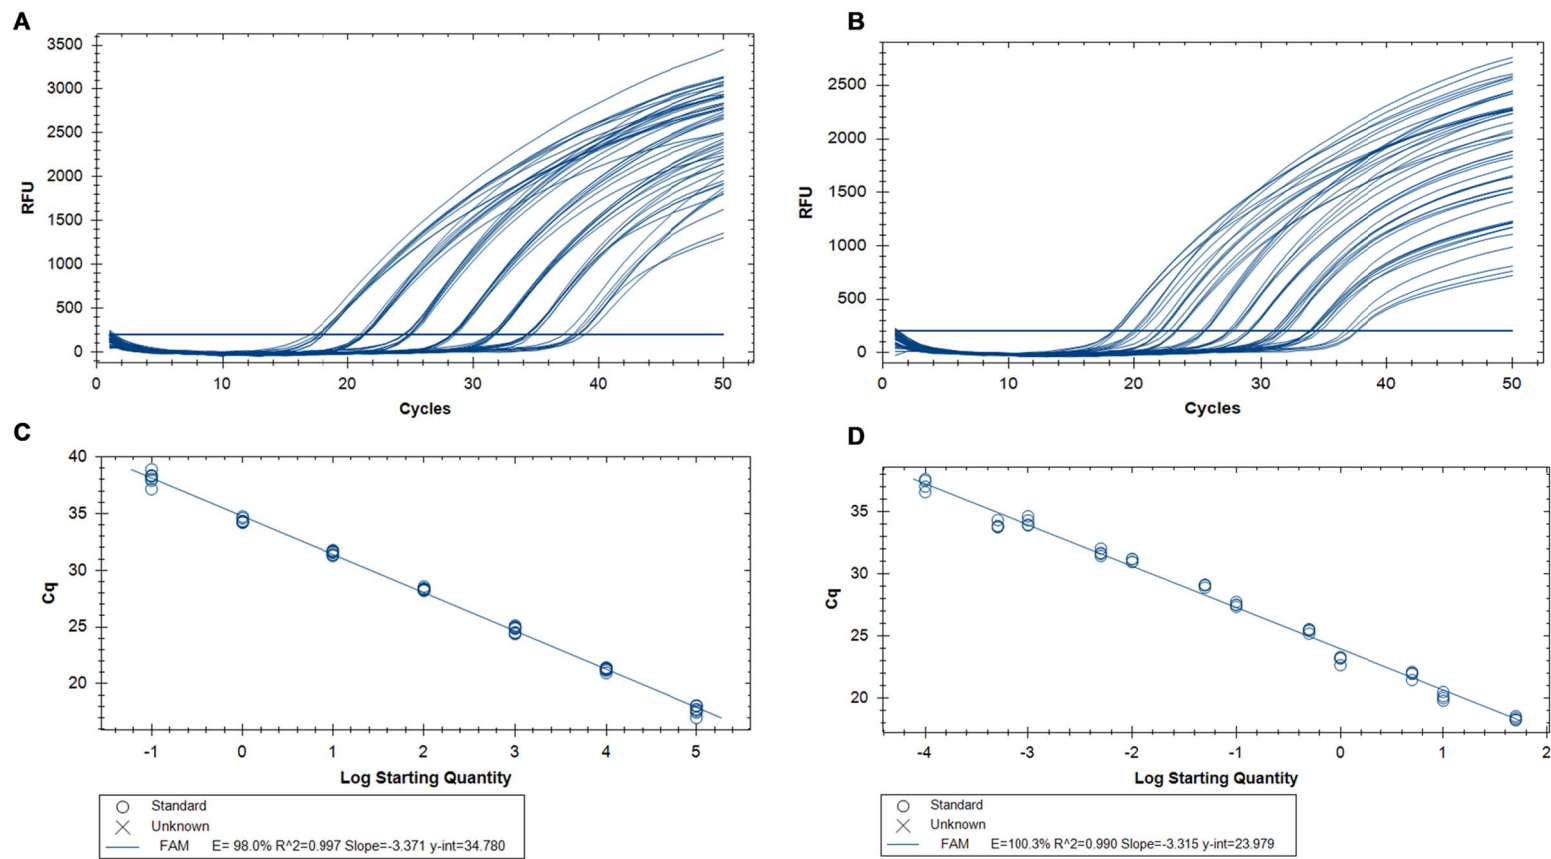 A
B
3500
3000
2500
2000
1500
1000
500
0
RFU
0 10 20 30 40 50
Cycles
2500
2000
1500
1000
500
0
RFU
0 10 20 30 40 50
Cycles
C
D
40
35
30
25
20
Cq
-1 0 1 2 3 4 5
Log Starting Quantity
35
30
25
20
Cq
-4 -3 -2 -1 0 1 2
Log Starting Quantity
Standard
Unknown
FAM E= 98.0% R^2=0.997 Slope=-3.371 y-int=34.780
Standard
Unknown
FAM E=100.3% R^2=0.990 Slope=-3.315 y-int=23.979